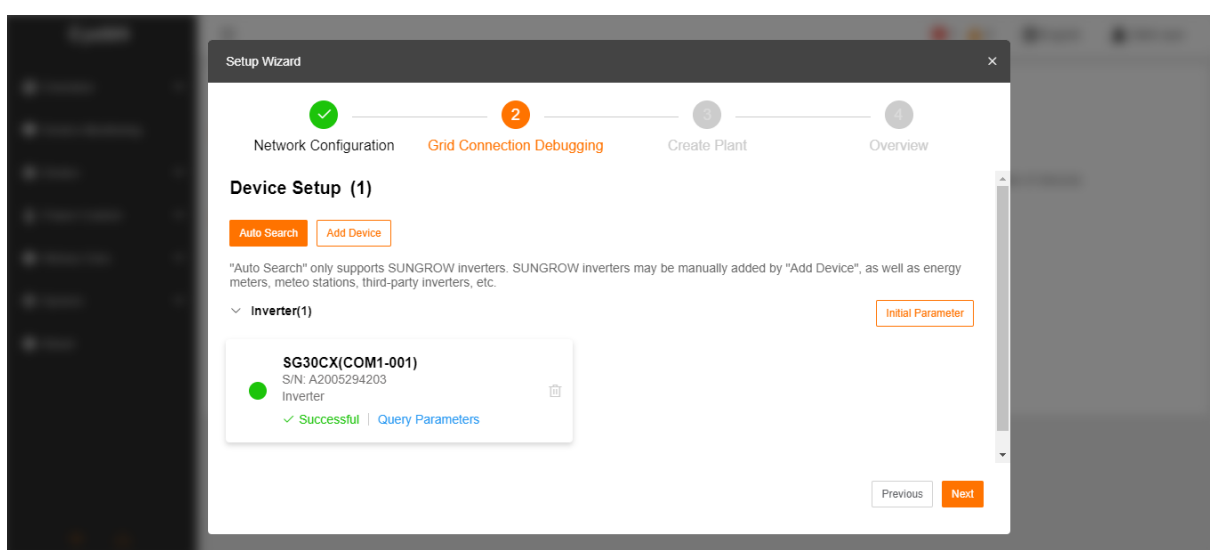 Setup Wizard
2
3
4
Network Configuration
Grid Connection Debugging
Create Plant
Overview
Device Setup (1)
Auto Search
Add Device
"Auto Search" only supports SUNGROW inverters. SUNGROW inverters may be manually added by "Add Device", as well as energy
meters, meteo stations, third-party inverters, etc.
Inverter(1)
Initial Parameter
SG30CX(COM1-001)
S/N: A2005294203
Inverter
Successful
Query Parameters
Previous
Next